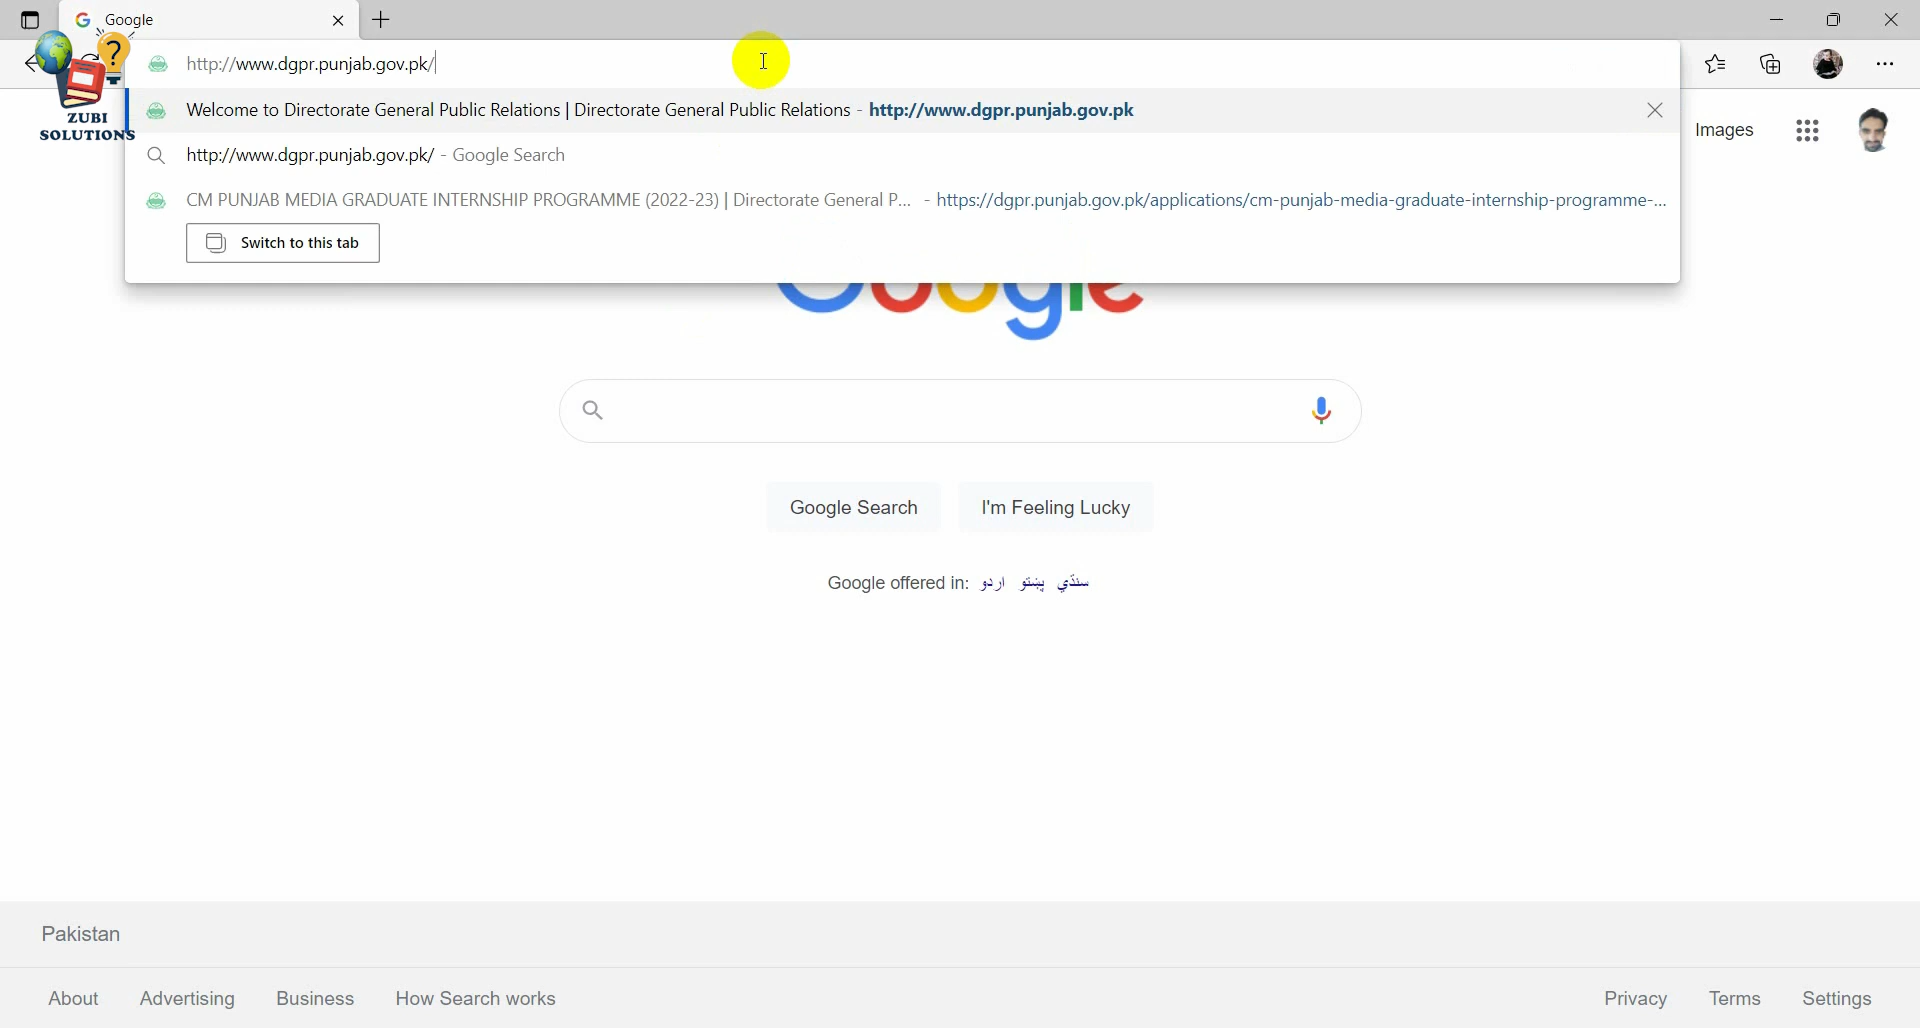 Google
http://www.dgpr.punjab.gov.pk/
ZUBI
SOLUTIONS
Welcome to Directorate General Public Relations | Directorate General Public Relations - http://www.dgpr.punjab.gov.pk
http://www.dgpr.punjab.gov.pk/ - Google Search
CM PUNJAB MEDIA GRADUATE INTERNSHIP PROGRAMME (2022-23) | Directorate General P... - https://dgpr.punjab.gov.pk/applications/cm-punjab-media-graduate-internship-programme-...
Switch to this tab
Images
Google
Google Search
I'm Feeling Lucky
Google offered in: اردو پښتو سنڌي
Pakistan
About Advertising Business How Search works
Privacy Terms Settings